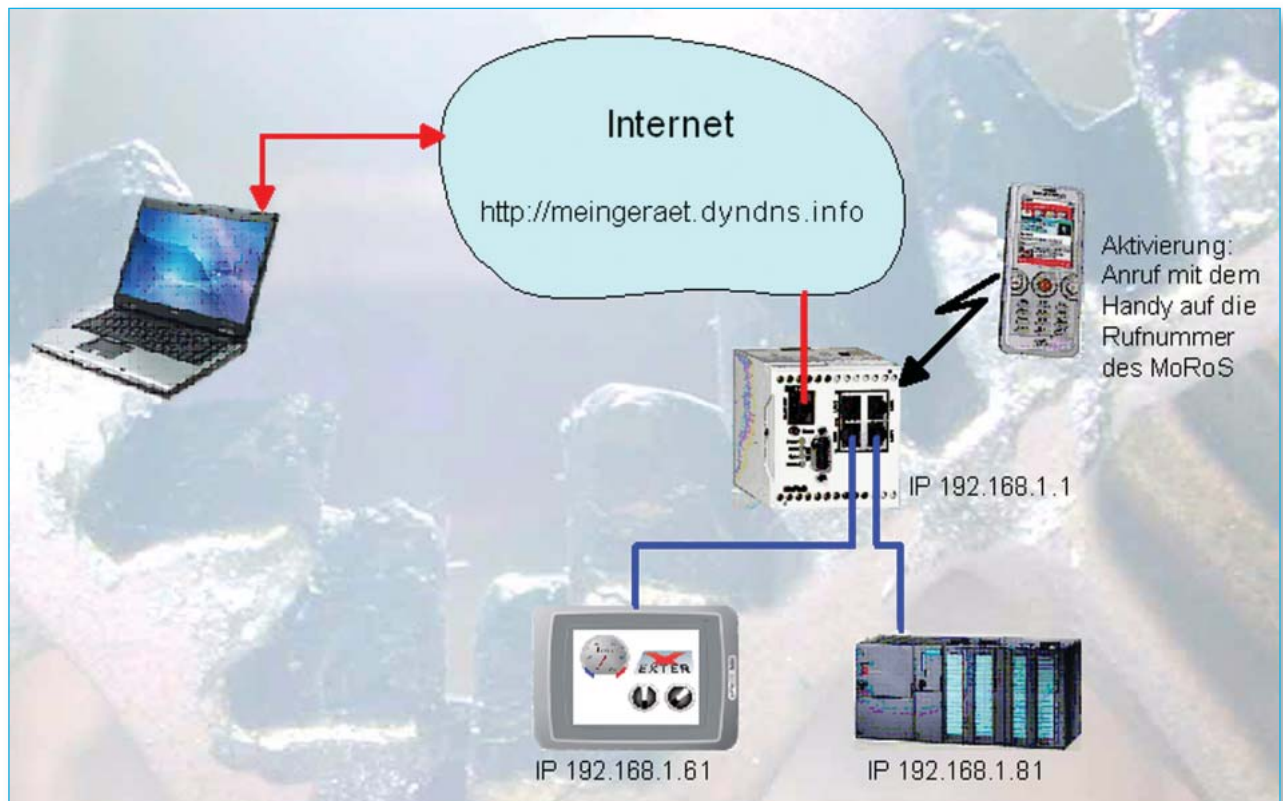 Internet
http://meingeraet.dyndns.info
Aktivierung:
Anruf mit dem
Handy auf die
Rufnummer
des MoRoS
IP 192.168.1.1
EXTER
IP 192.168.1.61
IP 192.168.1.81